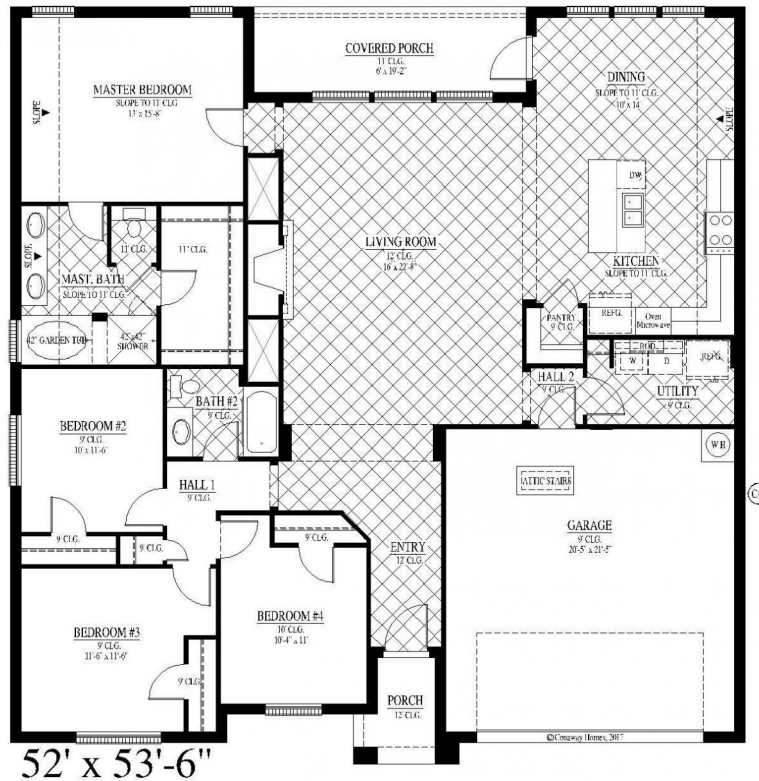 COVERED PORCH
11' CLG.
6' x 19'-2"
MASTER BEDROOM
SLOPE TO 11' CLG
13' x 15'-8"
SLOPE
DINING
SLOPE TO 11' CLG.
10' x 14'
SLOPE
DW
LIVING ROOM
12' CLG.
16' x 22'-8"
KITCHEN
SLOPE TO 11' CLG.
SLOPE
11' CLG.
11' CLG.
MAST. BATH
SLOPE TO 11' CLG.
42" GARDEN TUB
42"x42"
SHOWER
PANTRY
9' CLG.
REFG.
Oven
Microwave
ROD
W
D
REFG.
HALL 2
9' CLG.
UTILITY
9' CLG.
BATH #2
9' CLG.
BEDROOM #2
9' CLG.
10' x 11'-6"
WH
HALL 1
9' CLG.
ATTIC STAIRS
9' CLG.
9' CLG.
9' CLG.
ENTRY
12' CLG.
GARAGE
9' CLG.
20'-5" x 21'-5"
BEDROOM #3
9' CLG.
11'-6" x 11'-6"
BEDROOM #4
10' CLG.
10'-4" x 11'
9' CLG.
PORCH
12' CLG.
©Conaway Homes, 2017
52' x 53'-6"